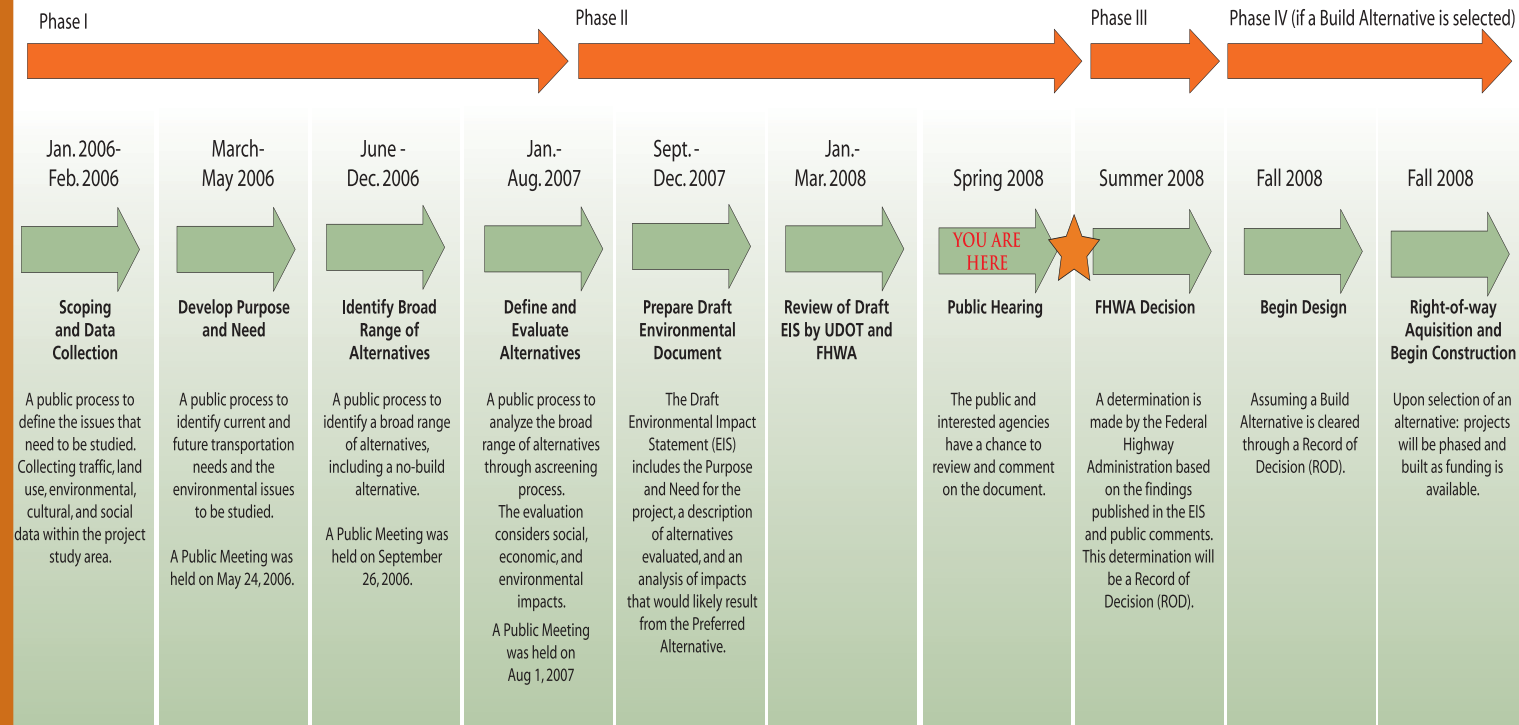 Phase I
Phase II
Phase III
Phase IV (if a Build Alternative is selected)
Jan. 2006-
Feb. 2006
Scoping
and Data
Collection
A public process to
define the issues that
need to be studied.
Collecting traffic, land
use, environmental,
cultural, and social
data within the project
study area.
March-
May 2006
Develop Purpose
and Need
A public process to
identify current and
future transportation
needs and the
environmental issues
to be studied.
A Public Meeting was
held on May 24, 2006.
June -
Dec. 2006
Identify Broad
Range of
Alternatives
A public process to
identify a broad range
of alternatives,
including a no-build
alternative.
A Public Meeting was
held on September
26, 2006.
Jan.-
Aug. 2007
Define and
Evaluate
Alternatives
A public process to
analyze the broad
range of alternatives
through ascreening
process.
The evaluation
considers social,
economic, and
environmental
impacts.
A Public Meeting
was held on
Aug 1, 2007
Sept. -
Dec. 2007
Prepare Draft
Environmental
Document
The Draft
Environmental Impact
Statement (EIS)
includes the Purpose
and Need for the
project, a description
of alternatives
evaluated, and an
analysis of impacts
that would likely result
from the Preferred
Alternative.
Jan.-
Mar. 2008
Review of Draft
EIS by UDOT and
FHWA
Spring 2008
YOU ARE
HERE
Public Hearing
The public and
interested agencies
have a chance to
review and comment
on the document.
Summer 2008
FHWA Decision
A determination is
made by the Federal
Highway
Administration based
on the findings
published in the EIS
and public comments.
This determination will
be a Record of
Decision (ROD).
Fall 2008
Begin Design
Assuming a Build
Alternative is cleared
through a Record of
Decision (ROD).
Fall 2008
Right-of-way
Aquisition and
Begin Construction
Upon selection of an
alternative: projects
will be phased and
built as funding is
available.